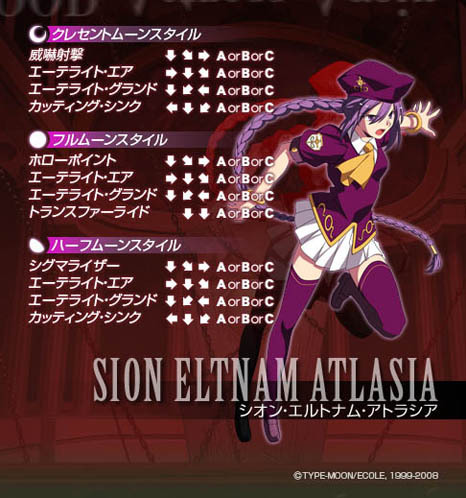 クレセントムーンスタイル
威嚇射撃 ⬇⬊➡ AorBorC
エーテライト・エア ➡⬇⬊ AorBorC
エーテライト・グランド ⬇⬋⬅ AorBorC
カッティング・シンク ⬅⬇⬋ AorBorC
フルムーンスタイル
ホローポイント ⬇⬊➡ AorBorC
エーテライト・エア ➡⬇⬊ AorBorC
エーテライト・グランド ⬇⬋⬅ AorBorC
トランスファーライド ⬇⬇ AorBorC
ハーフムーンスタイル
シグマライザー ⬇⬊➡ AorBorC
エーテライト・エア ➡⬇⬊ AorBorC
エーテライト・グランド ⬇⬋⬅ AorBorC
カッティング・シンク ⬅⬇⬋ AorBorC
SION ELTNAM ATLASIA
シオン・エルトナム・アトラシア
©TYPE-MOON/ECOLE, 1999-2008